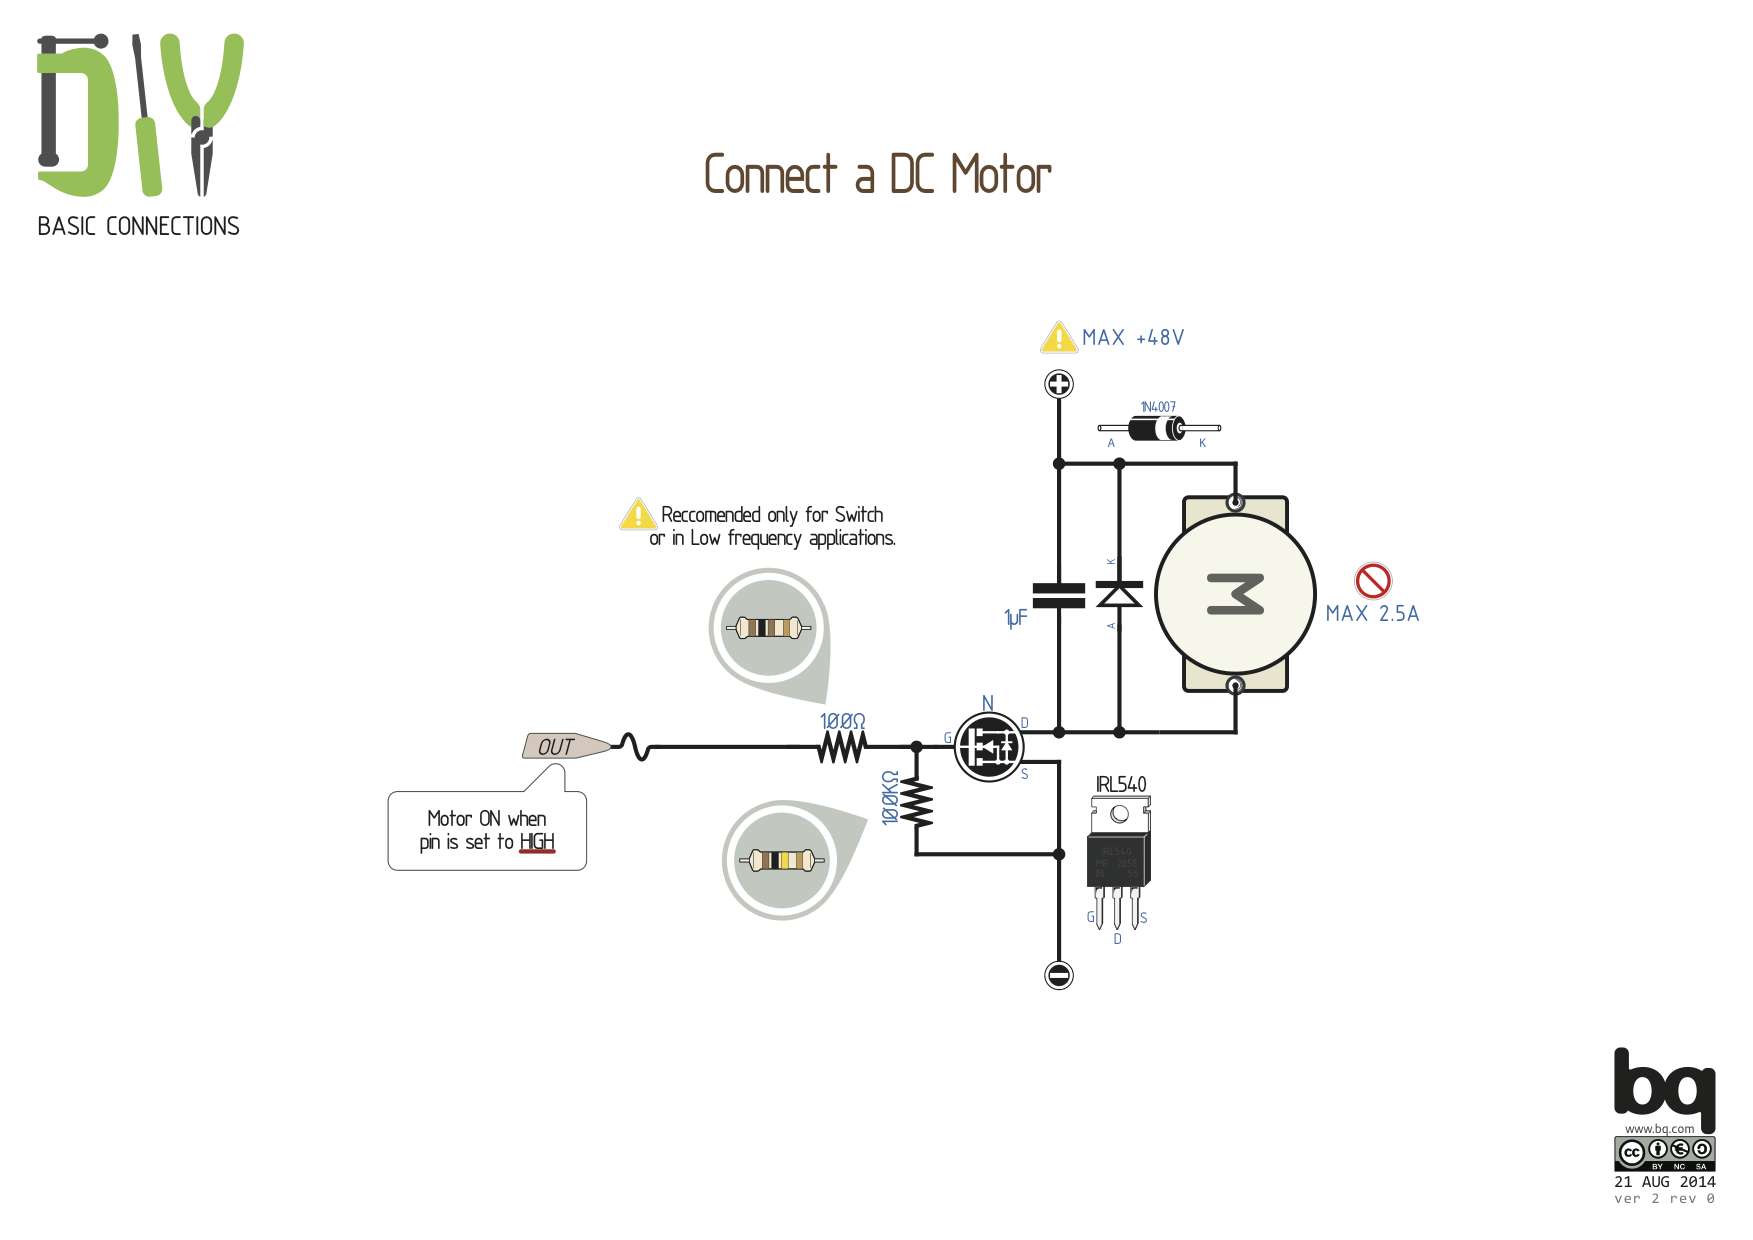 DIY
BASIC CONNECTIONS
Connect a DC Motor
MAX +48V
1N4007
A
K
Reccomended only for Switch
or in Low frequency applications.
K
1µF
A
M
MAX 2.5A
N
D
100Ω
G
S
OUT
100KΩ
Motor ON when
pin is set to HIGH
IRL540
IRL540
G
S
D
bq
www.bq.com
cc
BY NC SA
21 AUG 2014
ver 2 rev 0